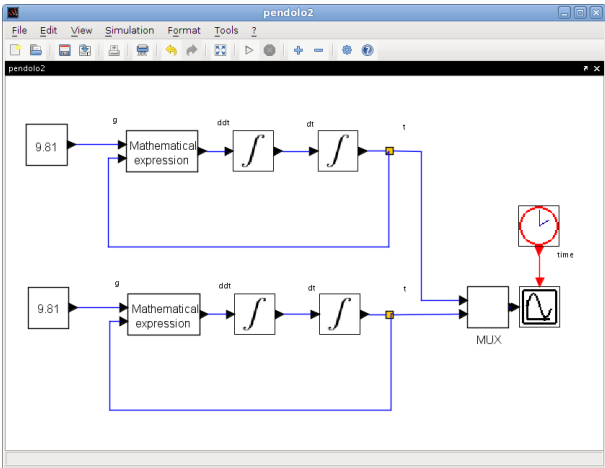 pendolo2
File Edit View Simulation Format Tools ?
pendolo2
g ddt dt t
9.81
Mathematical
expression
time
g ddt dt t
9.81
Mathematical
expression
MUX